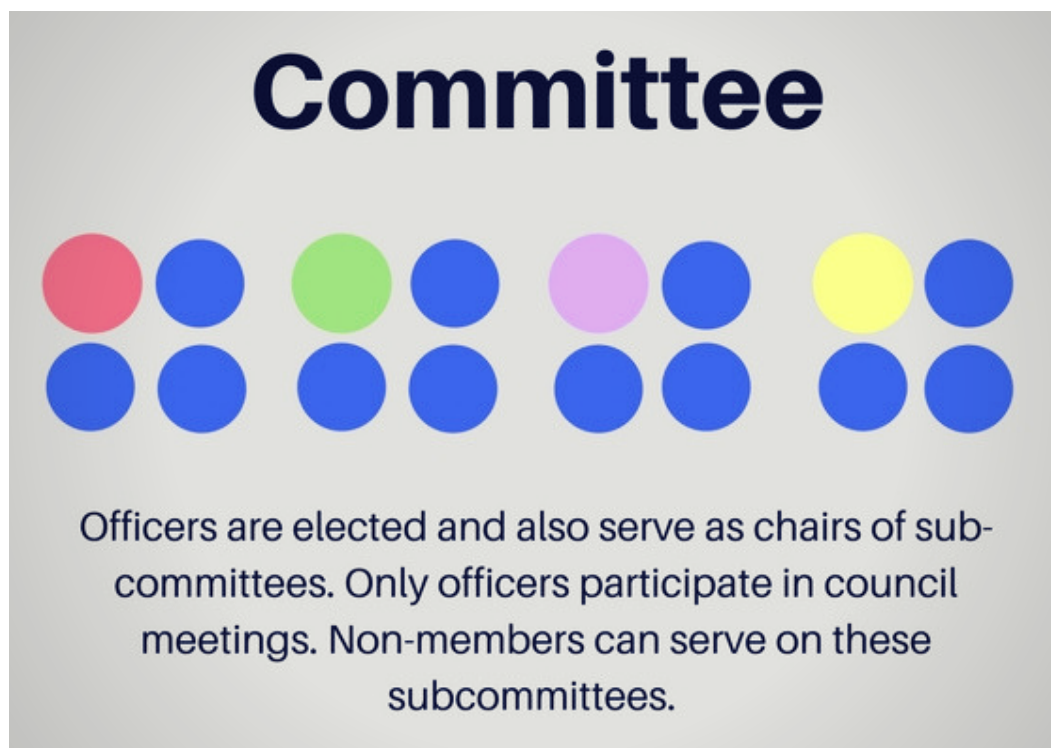 Committee
Officers are elected and also serve as chairs of sub-
committees. Only officers participate in council
meetings. Non-members can serve on these
subcommittees.